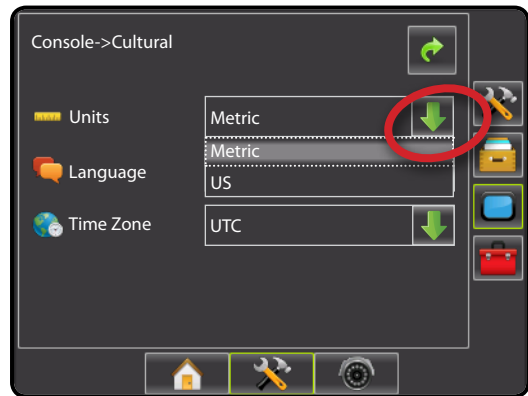 Console->Cultural
Units
Metric
Metric
Language
US
Time Zone
UTC